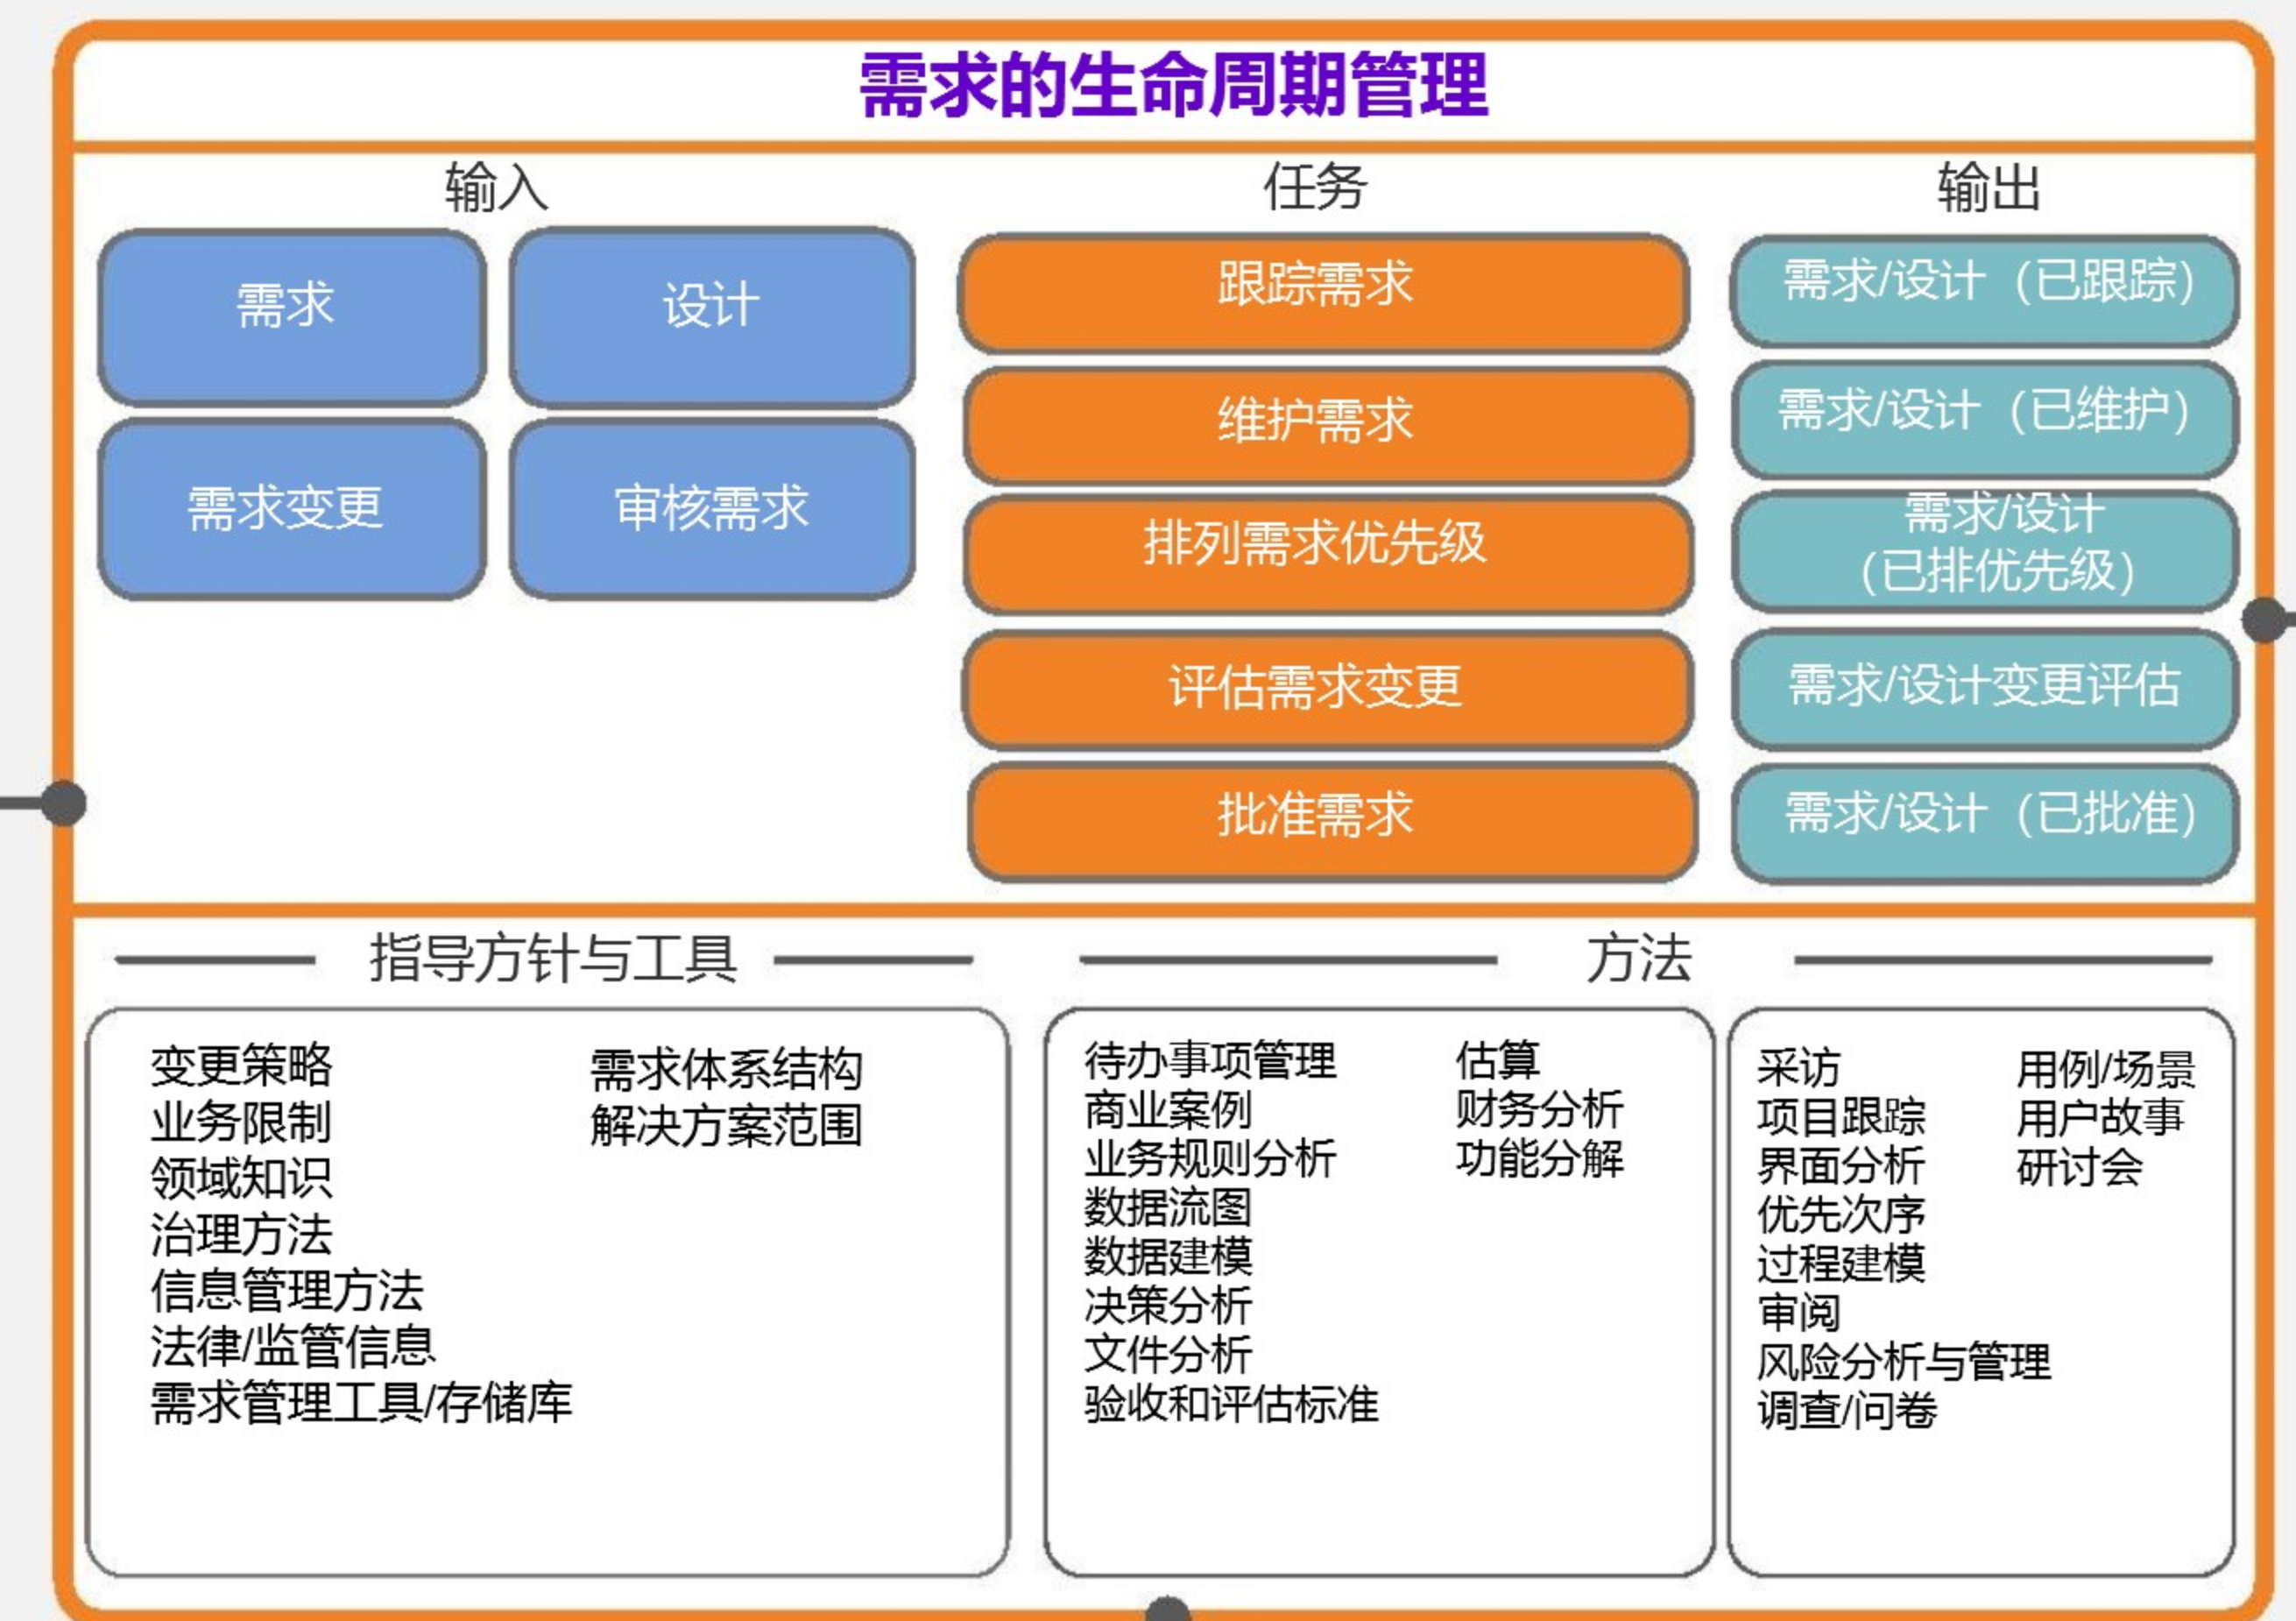 需求的生命周期管理
输入
任务
输出
需求
设计
需求变更
审核需求
跟踪需求
维护需求
排列需求优先级
评估需求变更
批准需求
需求/设计（已跟踪）
需求/设计（已维护）
需求/设计
（已排优先级）
需求/设计变更评估
需求/设计（已批准）
指导方针与工具
变更策略
业务限制
领域知识
治理方法
信息管理方法
法律/监管信息
需求管理工具/存储库
需求体系结构
解决方案范围
方法
待办事项管理
商业案例
业务规则分析
数据流图
数据建模
决策分析
文件分析
验收和评估标准
估算
财务分析
功能分解
采访
项目跟踪
界面分析
优先次序
过程建模
审阅
风险分析与管理
调查/问卷
用例/场景
用户故事
研讨会